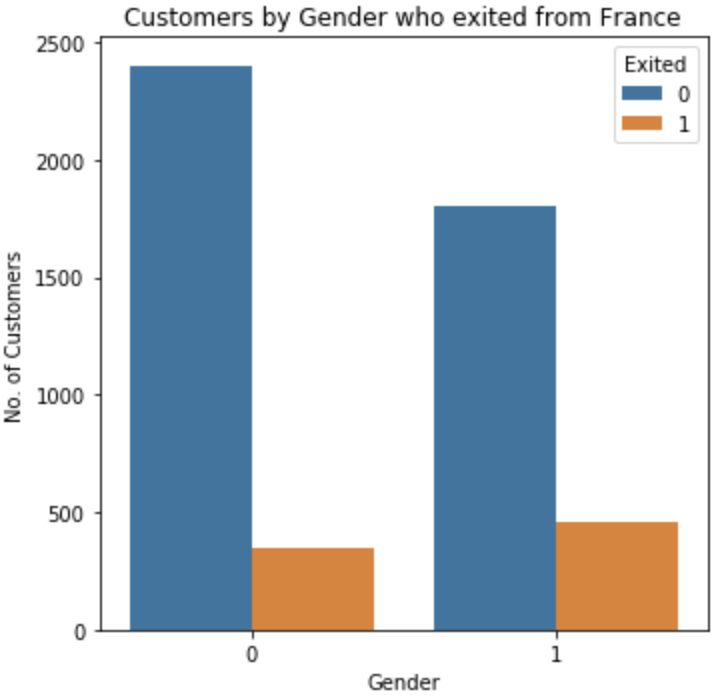 Customers by Gender who exited from France
Exited
0
1
2500
2000
1500
1000
500
0
No. of Customers
0
1
Gender